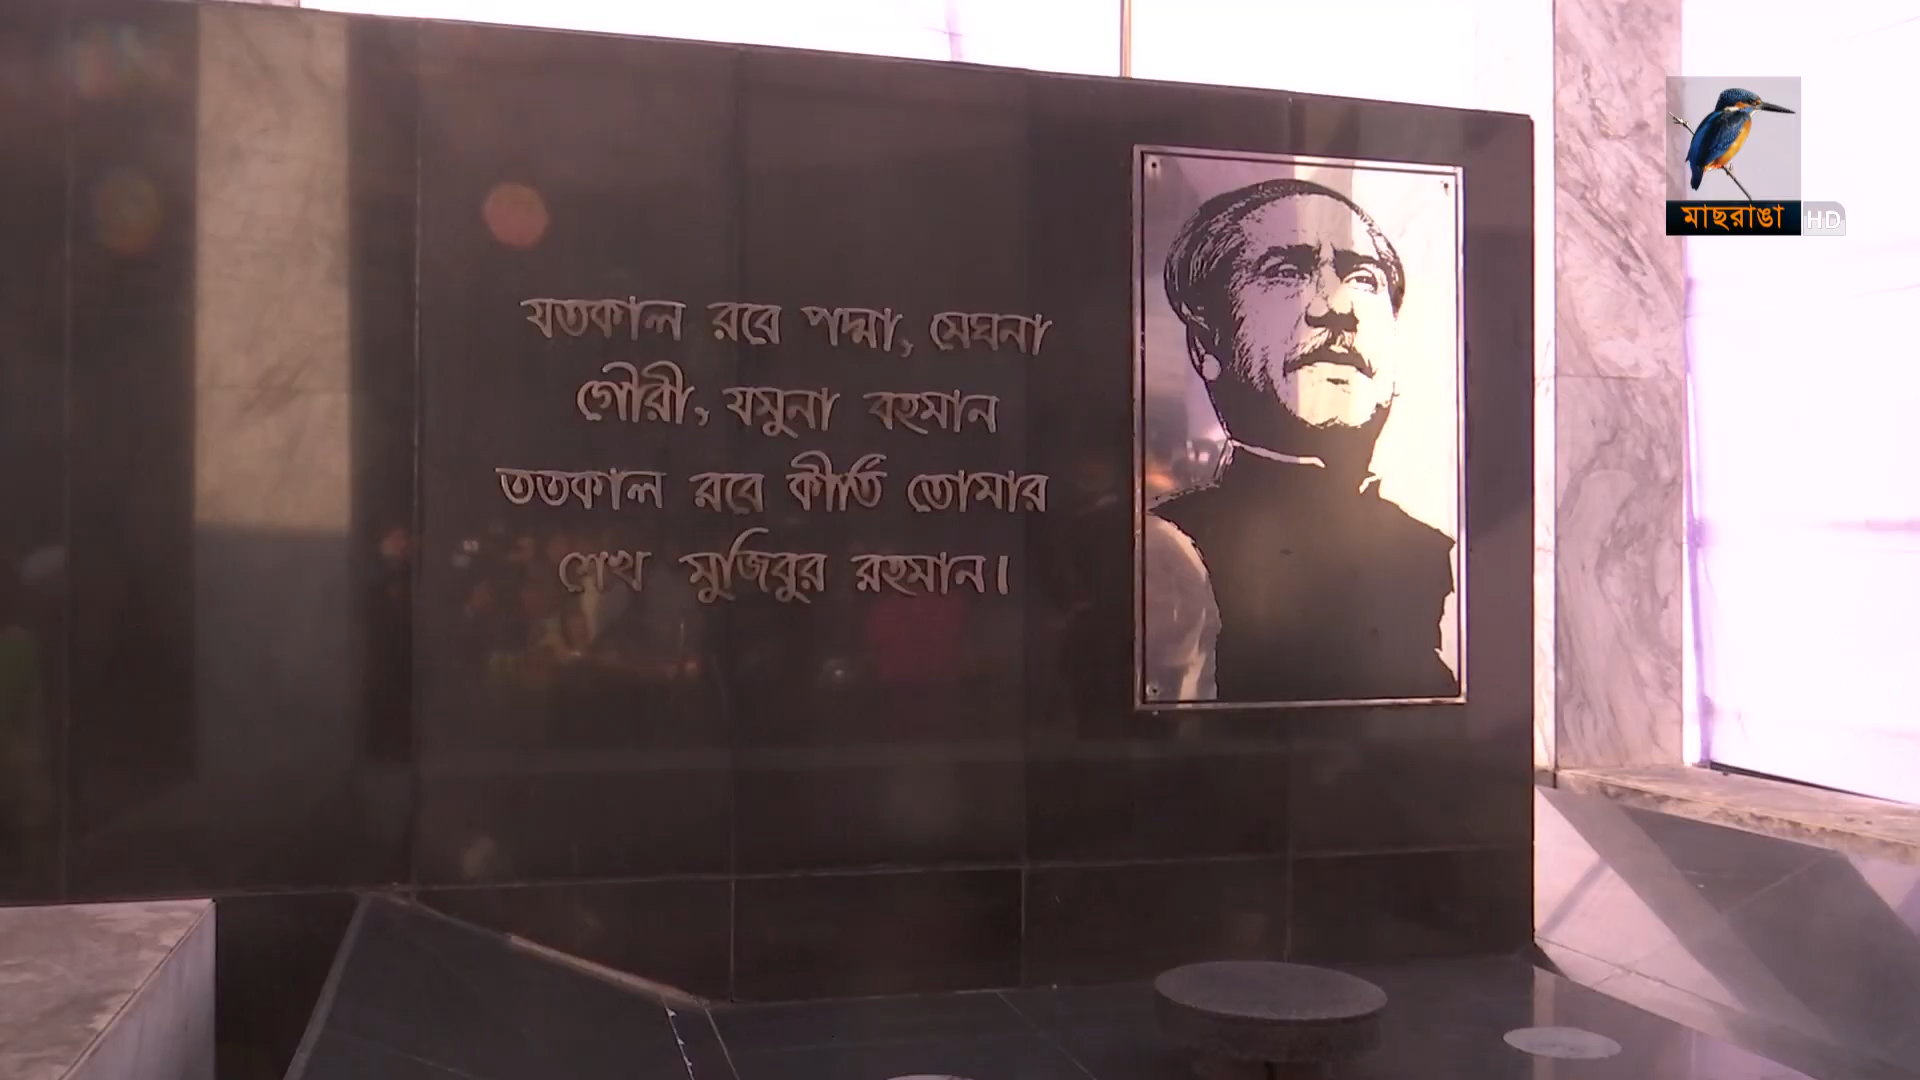 যতকাল রবে পদ্মা, মেঘনা
গৌরী, যমুনা বহমান
ততকাল রবে কীর্তি তোমার
শেখ মুজিবুর রহমান।
মাছরাঙা HD